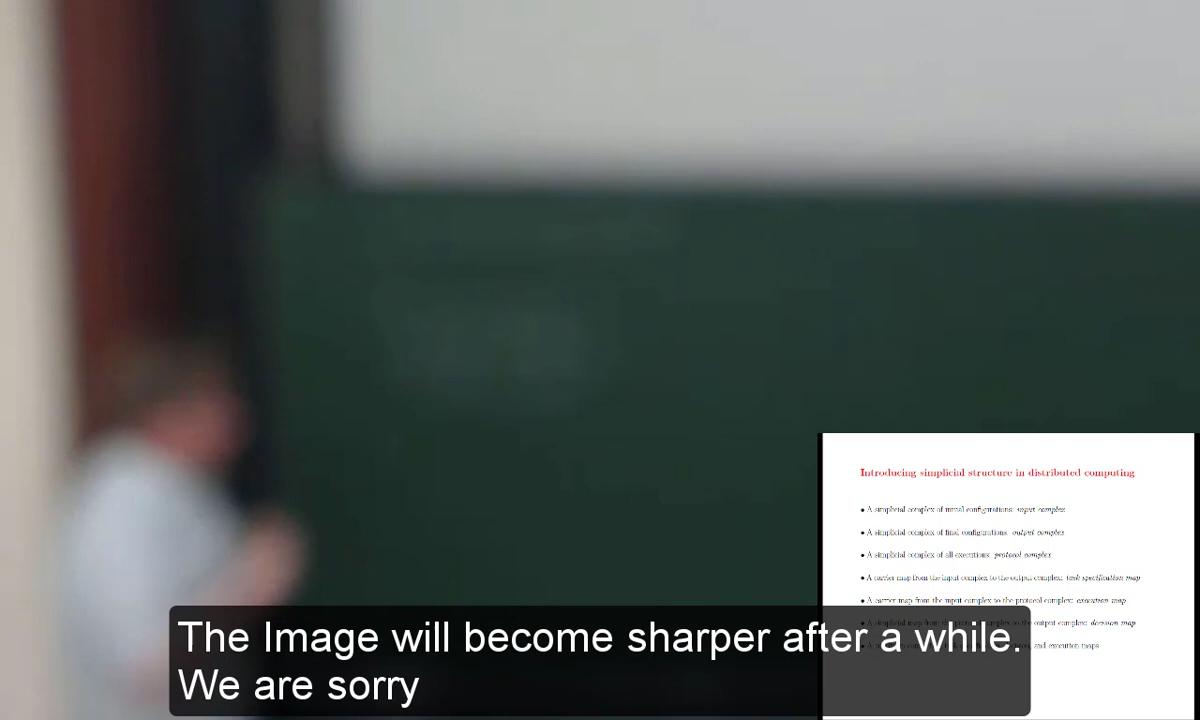 Introducing simplicial structure in distributed computing
• A simplicial complex of initial configurations: input complex
• A simplicial complex of final configurations: output complex
• A simplicial complex of all executions: protocol complex
• A carrier map from the input complex to the output complex: task specification map
• A carrier map from the input complex to the protocol complex: execution map
• A simplicial map from the protocol complex to the output complex: decision map
and execution maps
The Image will become sharper after a while.
We are sorry